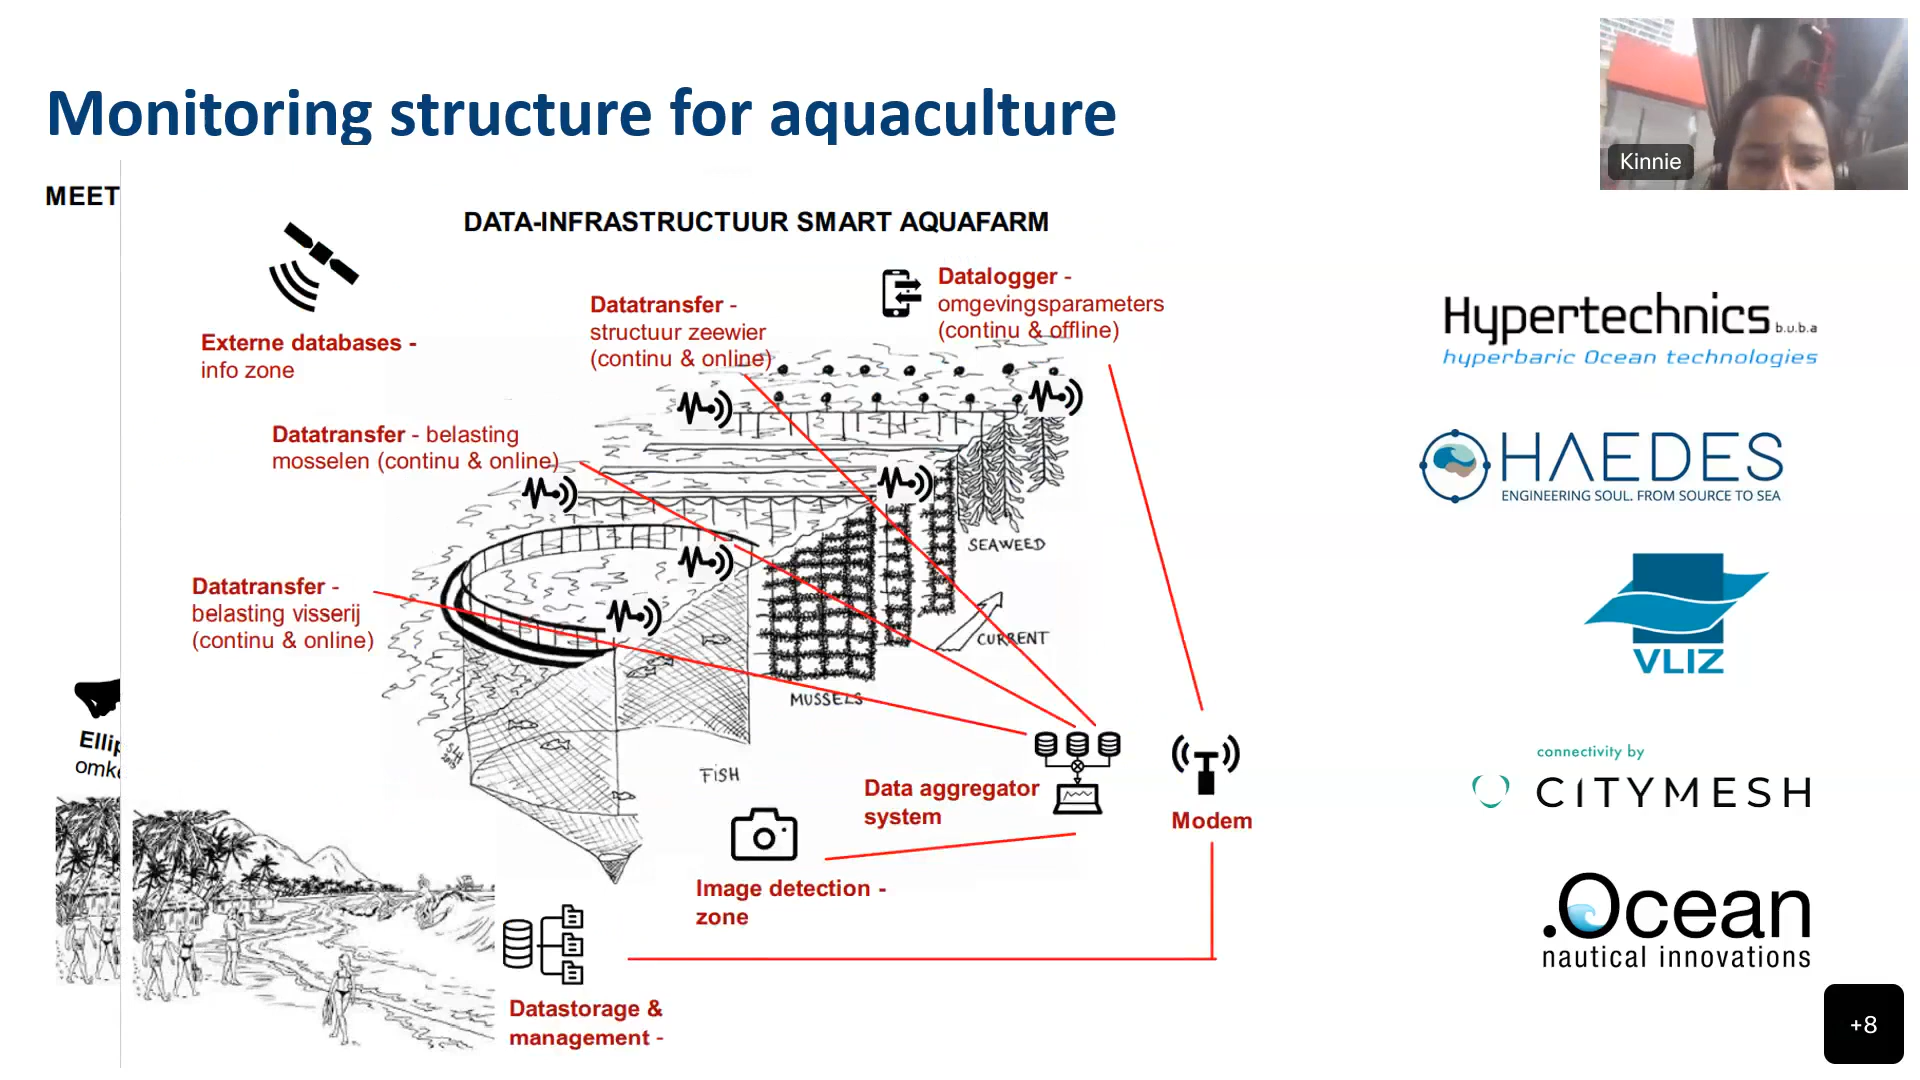 Monitoring structure for aquaculture
Kinnie
MEET
DATA-INFRASTRUCTUUR SMART AQUAFARM
Externe databases -
info zone
Datatransfer -
structuur zeewier
(continu & online)
Datalogger -
omgevingsparameters
(continu & offline)
Datatransfer - belasting
mosselen (continu & online)
Datatransfer -
belasting visserij
(continu & online)
SEAWEED
CURRENT
MUSSELS
FISH
Data aggregator
system
Modem
Image detection -
zone
Datastorage &
management -
Ellip
omke
Hypertechnics b.v.b.a
hyperbaric Ocean technologies
HAEDES
ENGINEERING SOUL. FROM SOURCE TO SEA
VLIZ
connectivity by
CITYMESH
.Ocean
nautical innovations
+8